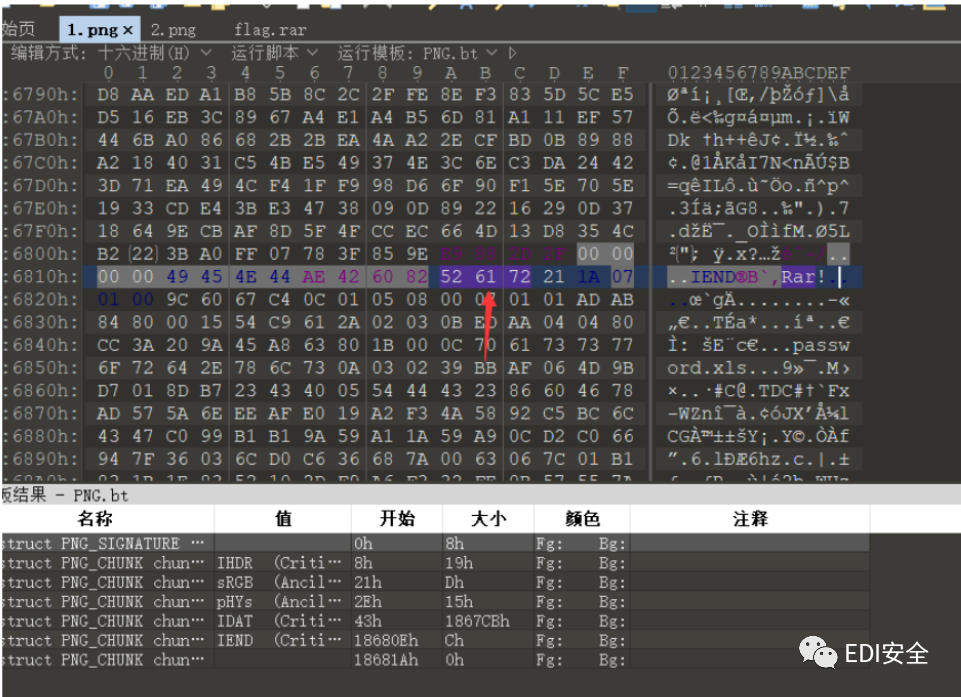 始页 1.png × 2.png flag.rar
编辑方式: 十六进制(H) 运行脚本 运行模板: PNG.bt
0 1 2 3 4 5 6 7 8 9 A B C D E F 0123456789ABCDEF
:6790h: D8 AA ED A1 B8 5B 8C 2C 2F FE 8E F3 83 5D 5C E5 تí¡¸[Œ,/þŽóƒ]\å
:67A0h: D5 16 EB 3C 89 67 A4 E1 A4 B5 6D 81 A1 11 EF 57 Õ.ë<‰g¤á¤µm.¡.ïW
:67B0h: 44 6B A0 86 68 2B 2B EA 4A A2 2E CF BD 0B 89 88 Dk †h++êJ¢.Ͻ.‰ˆ
:67C0h: A2 18 40 31 C5 4B E5 49 37 4E 3C 6E C3 DA 24 42 ¢.@1ÅKåI7N<nÃÚ$B
:67D0h: 3D 71 EA 49 4C F4 1F F9 98 D6 6F 90 F1 5E 70 5E =qêILô.ù˜Öo.ñ^p^
:67E0h: 19 33 CD E4 3B E3 47 38 09 0D 89 22 16 29 0D 37 .3Íä;ãG8..‰".).7
:67F0h: 18 64 9E CB AF 8D 5F 4F CC EC 66 4D 13 D8 35 4C .džË¯._OÌìfM.Ø5L
:6800h: B2 22 3B A0 FF 07 78 3F 85 9E 00 00 ²"; ÿ.x?…ž
:6810h: 00 00 49 45 4E 44 AE 42 60 82 52 61 72 21 1A 07 ..IEND®B`‚Rar!..
:6820h: 01 00 9C 60 67 C4 0C 01 05 08 00 07 01 01 AD AB ..œ`gÄ.........-«
:6830h: 84 80 00 15 54 C9 61 2A 02 03 0B ED AA 04 04 80 „€..TÉa*...íª..€
:6840h: CC 3A 20 9A 45 A8 63 80 1B 00 0C 70 61 73 73 77 Ì: šE¨c€...passw
:6850h: 6F 72 64 2E 78 6C 73 0A 03 02 39 BB AF 06 4D 9B ord.xls...9»¯.M›
:6860h: D7 01 8D B7 23 43 40 05 54 44 43 23 86 60 46 78 ×..·#C@.TDC#†`Fx
:6870h: AD 57 5A 6E EE AF E0 19 A2 F3 4A 58 92 C5 BC 6C -WZnî¯à.¢óJX’żl
:6880h: 43 47 C0 99 B1 B1 9A 59 A1 1A 59 A9 0C D2 C0 66 CGÀ™±±šY¡.Y©.ÒÀf
:6890h: 94 7F 36 03 6C D0 C6 36 68 7A 00 63 06 7C 01 B1 ”.6.lÐÆ6hz.c.|.±
板结果 - PNG.bt
名称 值 开始 大小 颜色 注释
struct PNG_SIGNATURE … 0h 8h Fg: Bg:
struct PNG_CHUNK chun… IHDR (Criti… 8h 19h Fg: Bg:
struct PNG_CHUNK chun… sRGB (Ancil… 21h Dh Fg: Bg:
struct PNG_CHUNK chun… pHYs (Ancil… 2Eh 15h Fg: Bg:
struct PNG_CHUNK chun… IDAT (Criti… 43h 1867CBh Fg: Bg:
struct PNG_CHUNK chun… IEND (Criti… 18680Eh Ch Fg: Bg:
struct PNG_CHUNK chun… 18681Ah 0h Fg: Bg:
EDI安全